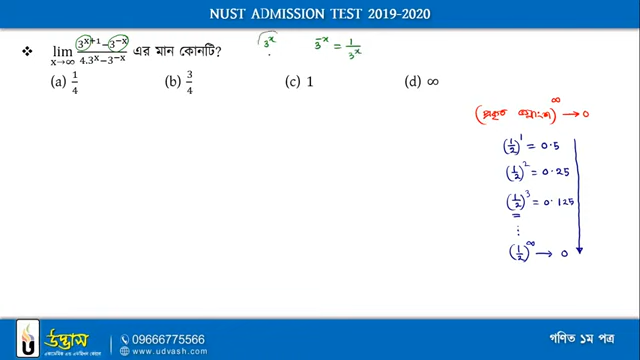 NUST ADMISSION TEST 2019-2020
❖ lim x→∞ (3^(x+1) − 3^(−x)) / (4.3^x − 3^(−x)) এর মান কোনটি? 3^x 3^(−x) = 1/3^x
(a) 1/4 (b) 3/4 (c) 1 (d) ∞
(প্রকৃত ভগ্নাংশ)^∞ → 0
(1/2)^1 = 0.5
(1/2)^2 = 0.25
(1/2)^3 = 0.125
=
⋮
(1/2)^∞ → 0
উদ্ভাস
09666775566
www.udvash.com
গণিত ১ম পত্র